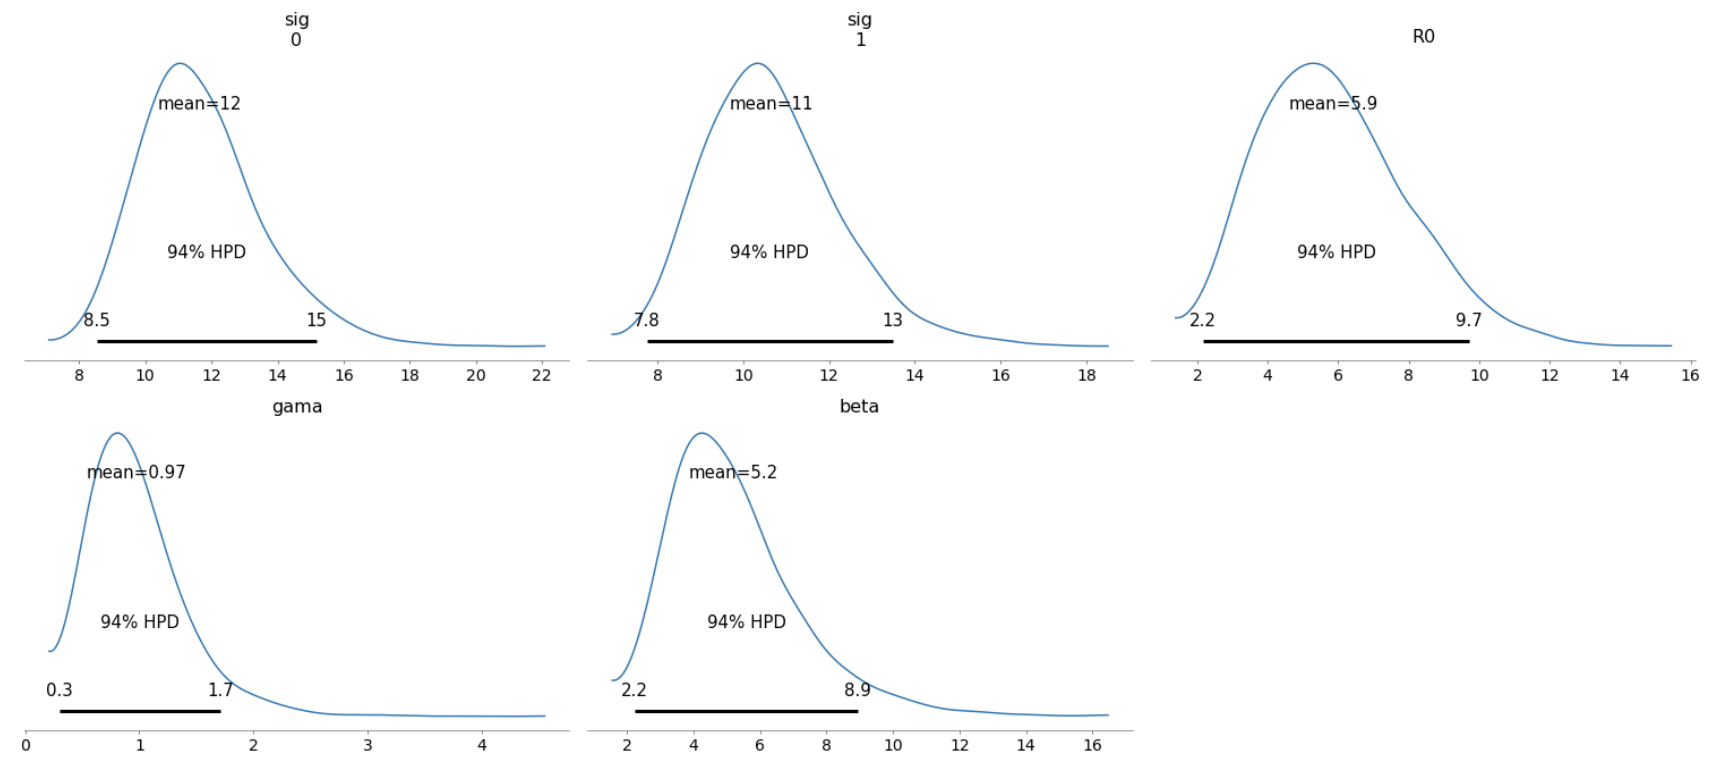 sig
0
mean=12
94% HPD
8.5 15
8 10 12 14 16 18 20 22
sig
1
mean=11
94% HPD
7.8 13
8 10 12 14 16 18
R0
mean=5.9
94% HPD
2.2 9.7
2 4 6 8 10 12 14 16
gama
mean=0.97
94% HPD
0.3 1.7
0 1 2 3 4
beta
mean=5.2
94% HPD
2.2 8.9
2 4 6 8 10 12 14 16